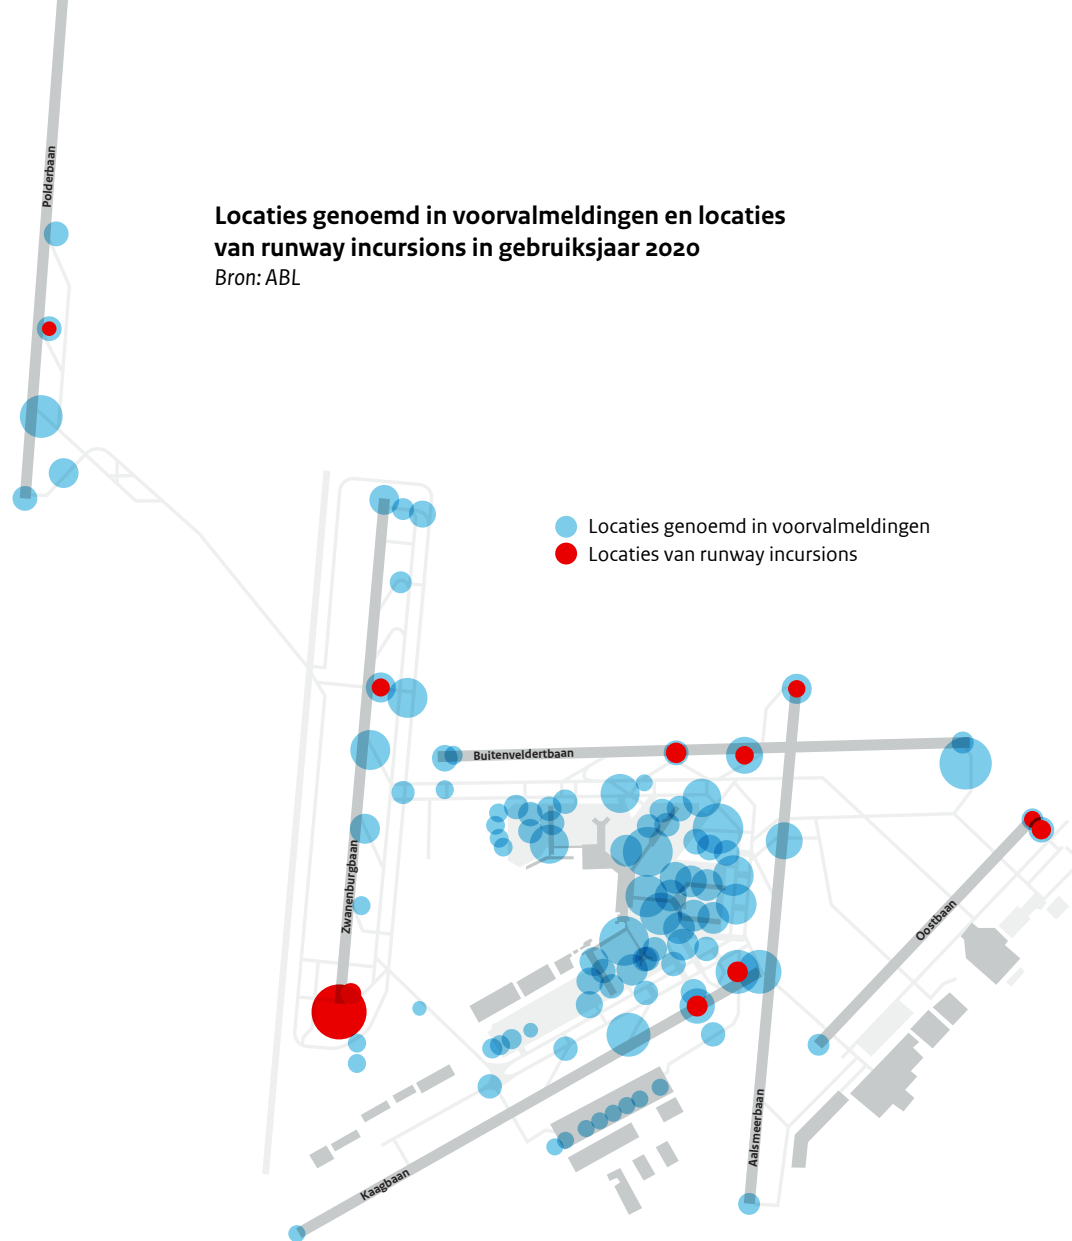 Polderbaan
Locaties genoemd in voorvalmeldingen en locaties
van runway incursions in gebruiksjaar 2020
Bron: ABL
Locaties genoemd in voorvalmeldingen
Locaties van runway incursions
Buitenveldertbaan
Zwanenburgbaan
Oostbaan
Aalsmeerbaan
Kaagbaan